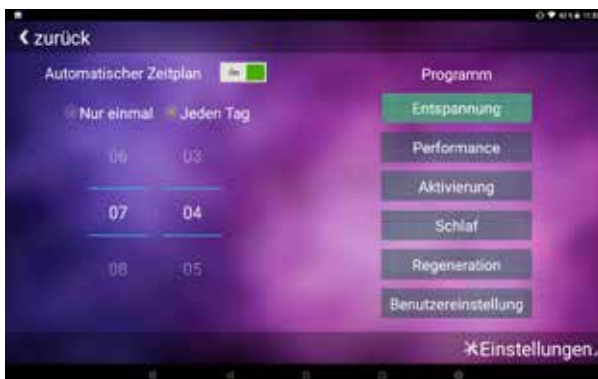 zurück
Automatischer Zeitplan On
Nur einmal Jeden Tag
06 03
07 04
08 05
Programm
Entspannung
Performance
Aktivierung
Schlaf
Regeneration
Benutzereinstellung
Einstellungen